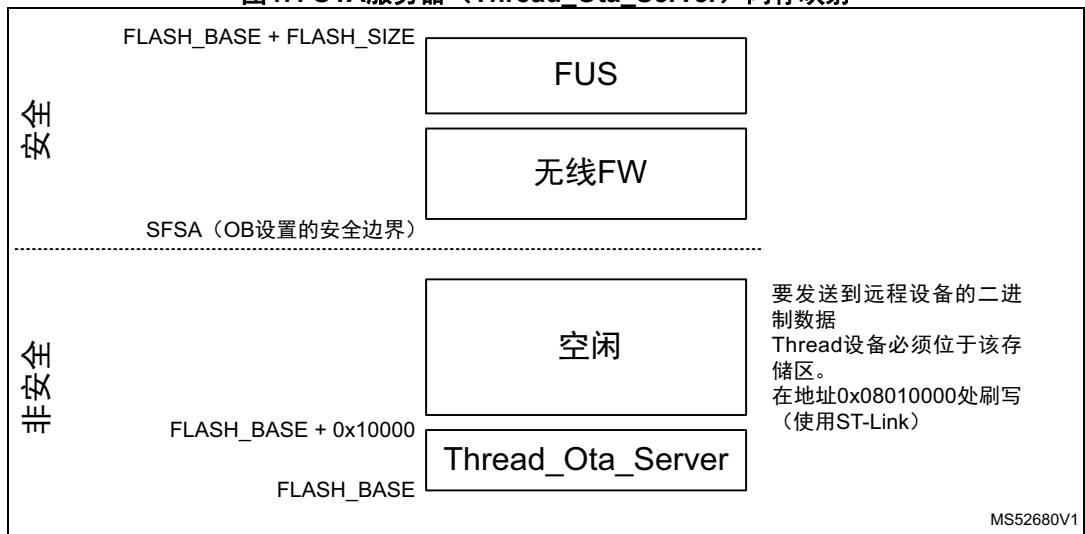 FLASH_BASE + FLASH_SIZE
FUS
安全
无线FW
SFSA（OB设置的安全边界）
要发送到远程设备的二进
制数据
Thread设备必须位于该存
储区。
在地址0x08010000处刷写
（使用ST-Link）
空闲
非安全
FLASH_BASE + 0x10000
Thread_Ota_Server
FLASH_BASE
MS52680V1